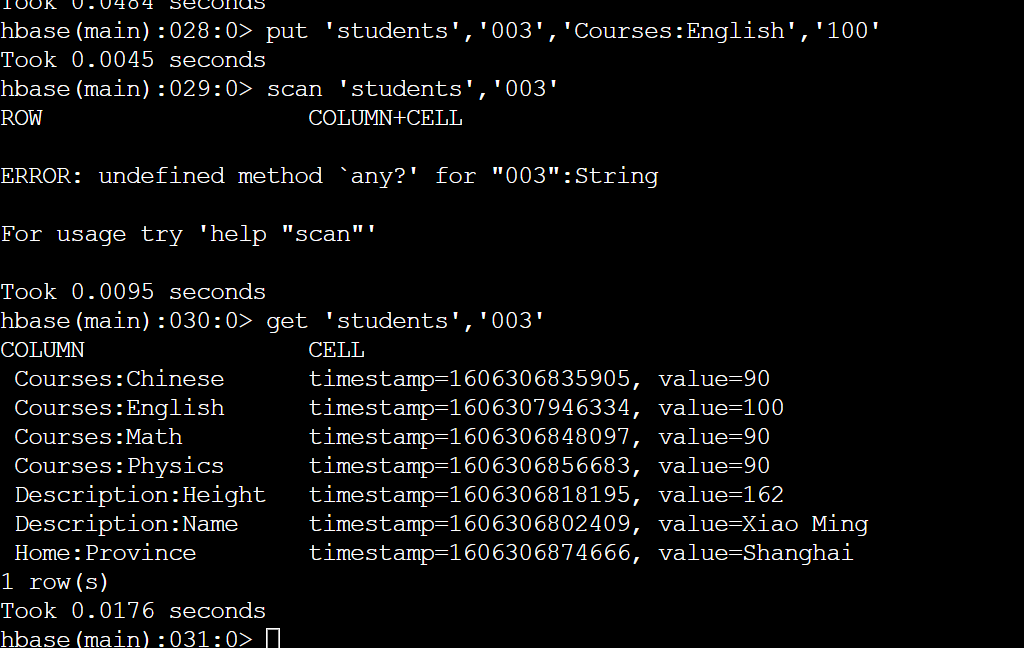 Took 0.0484 seconds
hbase(main):028:0> put 'students','003','Courses:English','100'
Took 0.0045 seconds
hbase(main):029:0> scan 'students','003'
ROW                   COLUMN+CELL
ERROR: undefined method `any?' for "003":String
For usage try 'help "scan"'
Took 0.0095 seconds
hbase(main):030:0> get 'students','003'
COLUMN                CELL
 Courses:Chinese      timestamp=1606306835905, value=90
 Courses:English      timestamp=1606307946334, value=100
 Courses:Math         timestamp=1606306848097, value=90
 Courses:Physics      timestamp=1606306856683, value=90
 Description:Height   timestamp=1606306818195, value=162
 Description:Name     timestamp=1606306802409, value=Xiao Ming
 Home:Province        timestamp=1606306874666, value=Shanghai
1 row(s)
Took 0.0176 seconds
hbase(main):031:0>